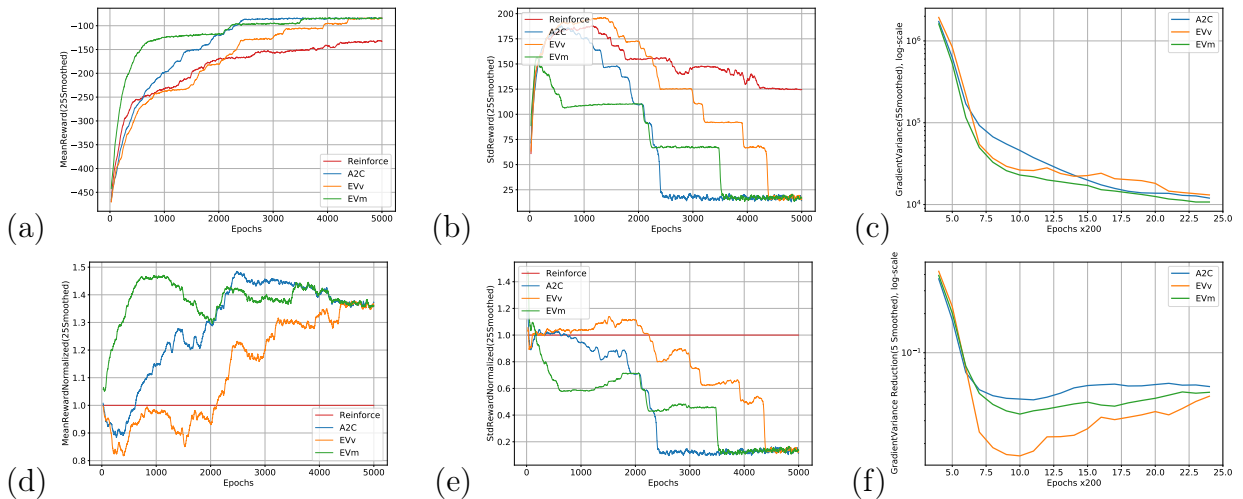 (a)
MeanReward(25Smoothed)
−100
−150
−200
−250
−300
−350
−400
−450
0 1000 2000 3000 4000 5000
Epochs
Reinforce
A2C
EVv
EVm
(b)
StdReward(25Smoothed)
200
175
150
125
100
75
50
25
0 1000 2000 3000 4000 5000
Epochs
Reinforce
A2C
EVv
EVm
(c)
GradientVariance(5Smoothed), log-scale
10⁶
10⁵
10⁴
5.0 7.5 10.0 12.5 15.0 17.5 20.0 22.5 25.0
Epochs x200
A2C
EVv
EVm
(d)
MeanRewardNormalized(25Smoothed)
1.5
1.4
1.3
1.2
1.1
1.0
0.9
0.8
0 1000 2000 3000 4000 5000
Epochs
Reinforce
A2C
EVv
EVm
(e)
StdRewardNormalized(25Smoothed)
1.4
1.2
1.0
0.8
0.6
0.4
0.2
0 1000 2000 3000 4000 5000
Epochs
Reinforce
A2C
EVv
EVm
(f)
GradientVariance Reduction(5 Smoothed), log-scale
10⁻¹
5.0 7.5 10.0 12.5 15.0 17.5 20.0 22.5 25.0
Epochs x200
A2C
EVv
EVm